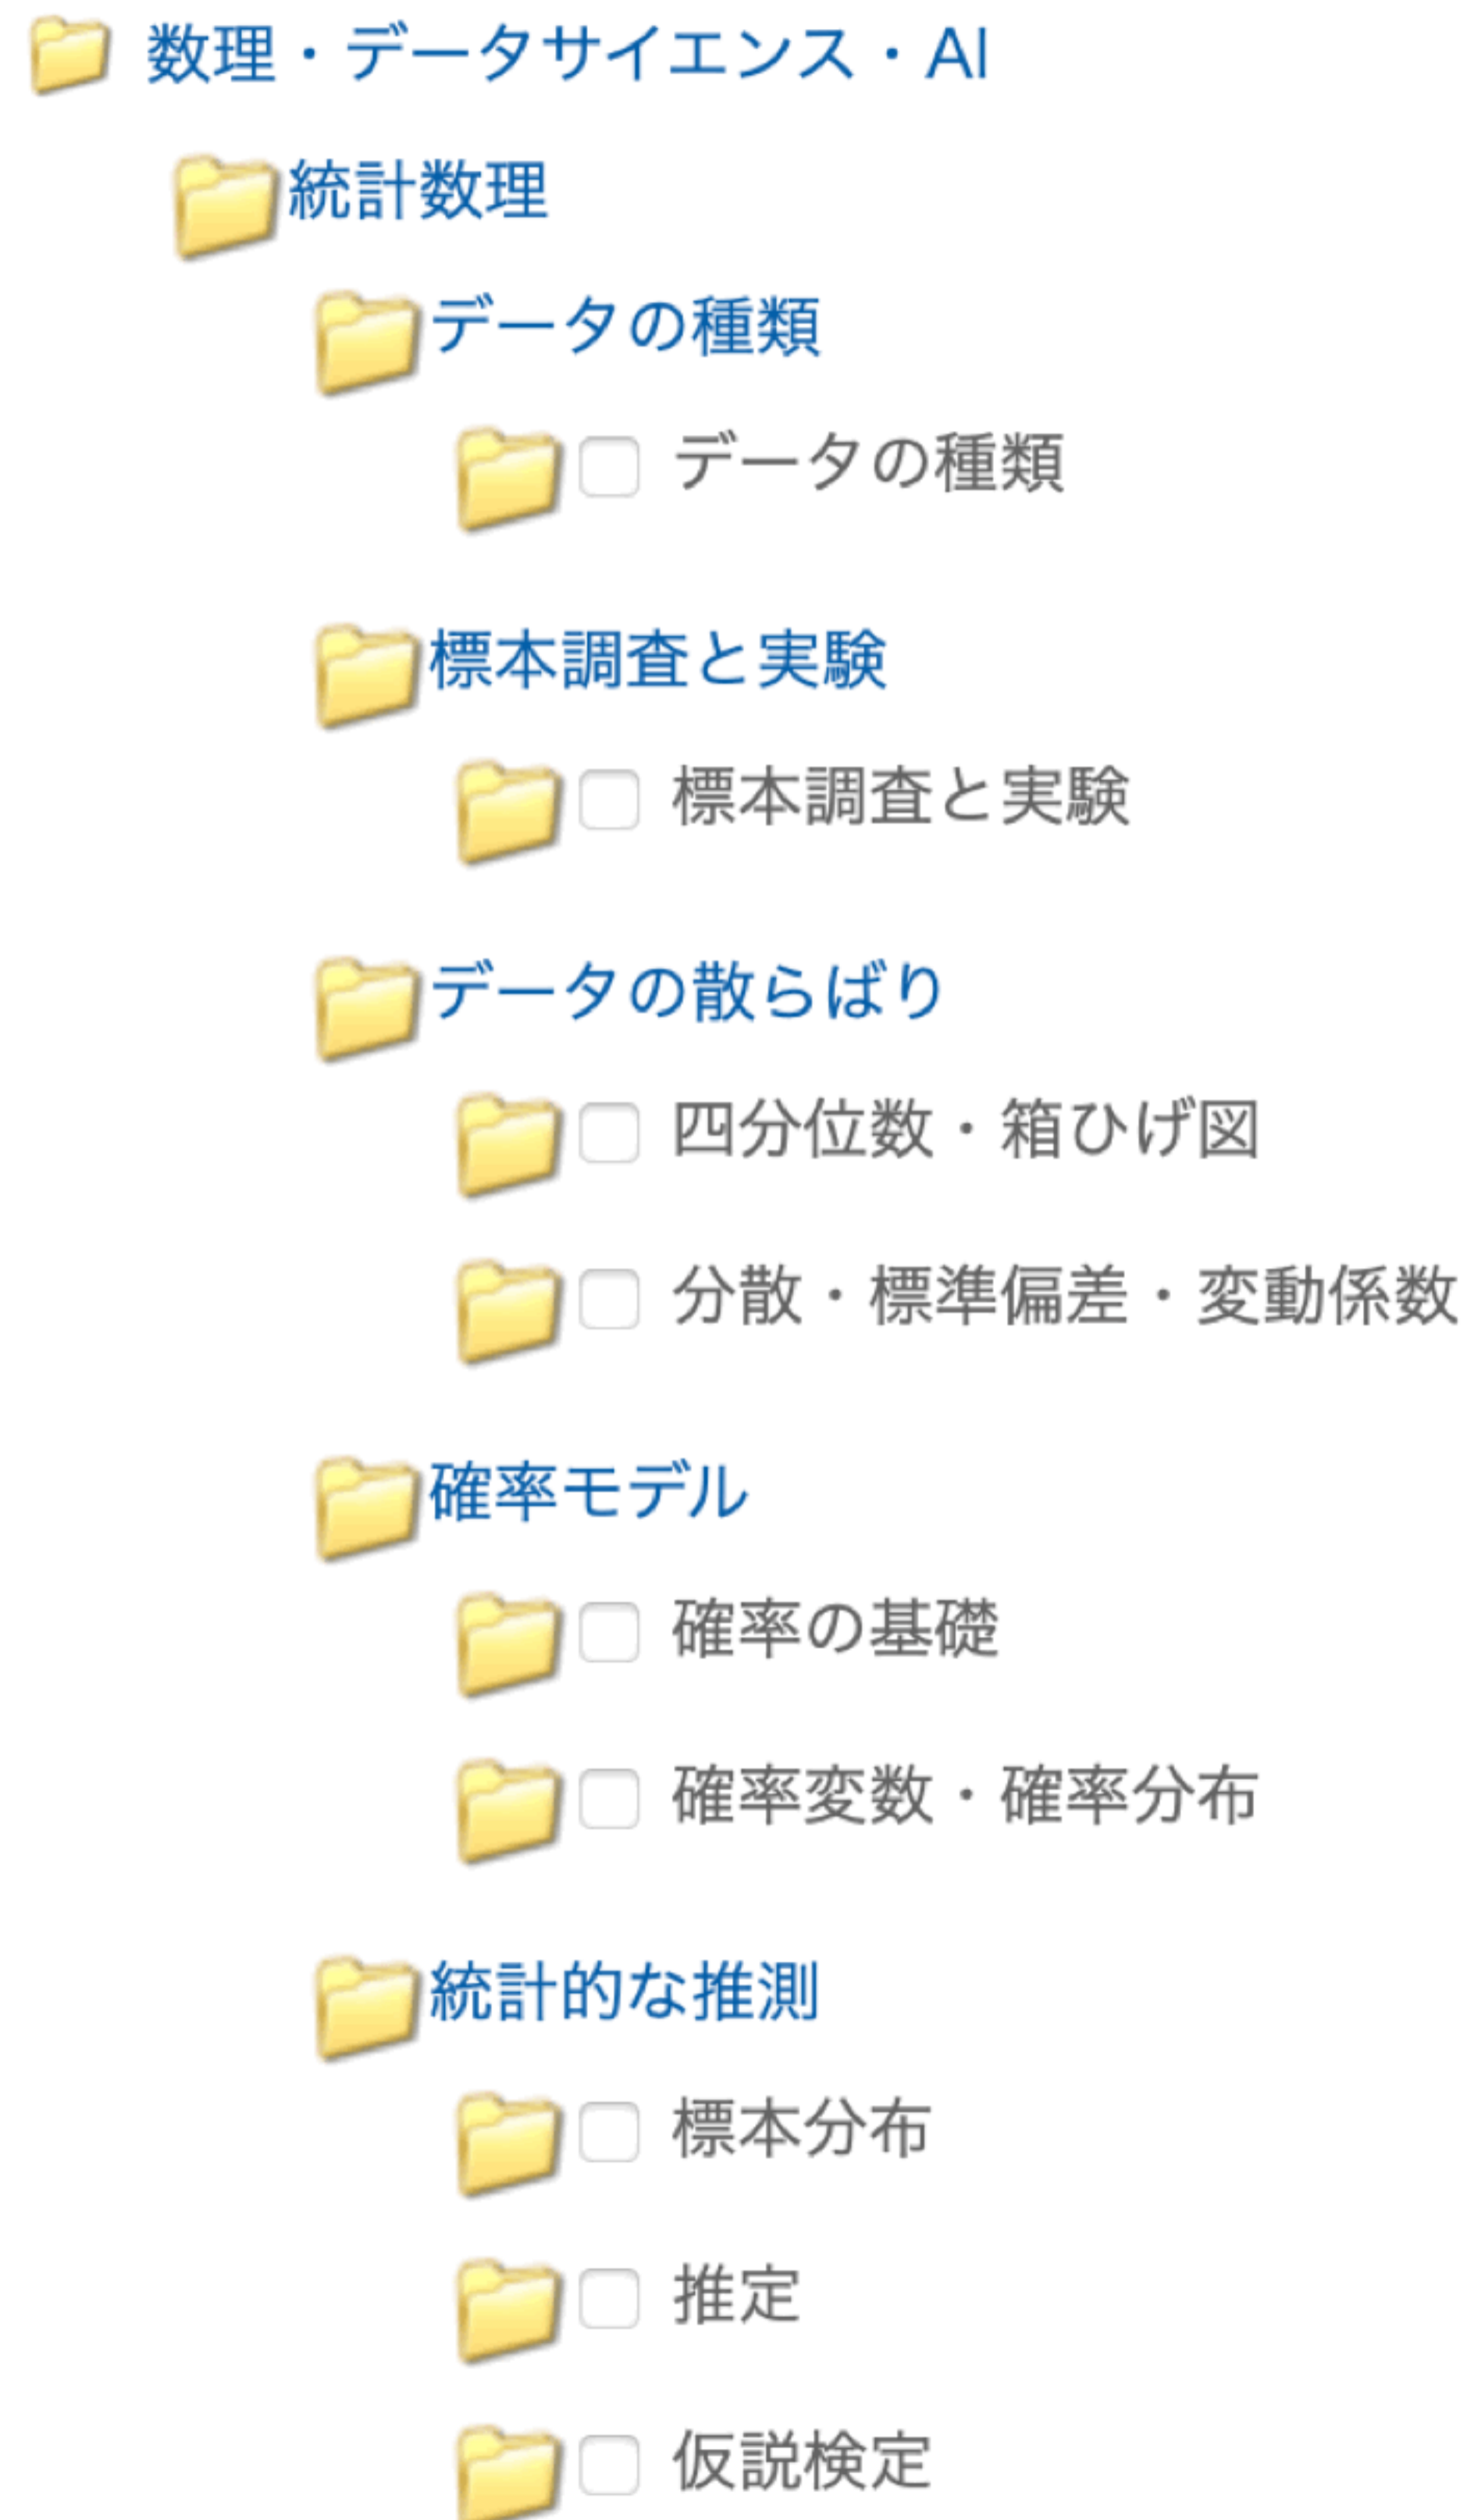 数理・データサイエンス・AI
統計数理
データの種類
データの種類
標本調査と実験
標本調査と実験
データの散らばり
四分位数・箱ひげ図
分散・標準偏差・変動係数
確率モデル
確率の基礎
確率変数・確率分布
統計的な推測
標本分布
推定
仮説検定